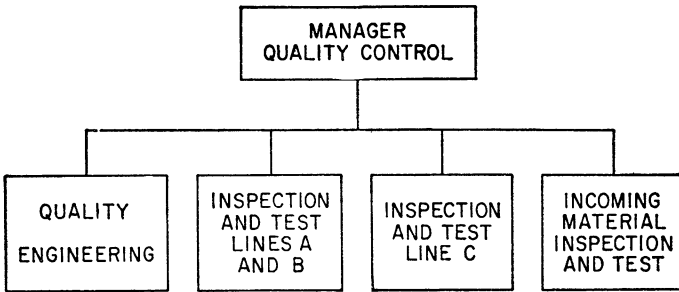 MANAGER
QUALITY CONTROL
QUALITY
ENGINEERING
INSPECTION
AND TEST
LINES A
AND B
INSPECTION
AND TEST
LINE C
INCOMING
MATERIAL
INSPECTION
AND TEST